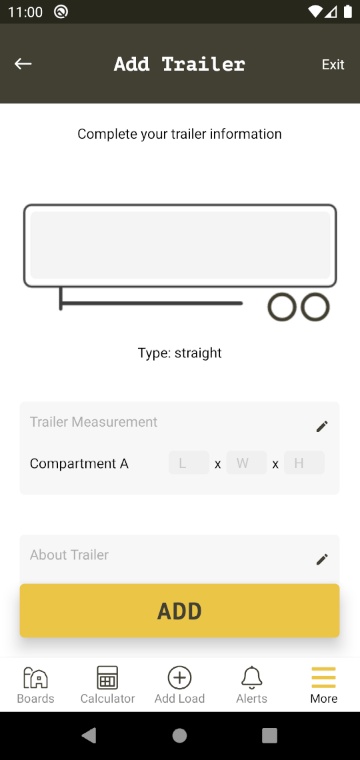 11:00
Add Trailer
Exit
Complete your trailer information
Type: straight
Trailer Measurement
Compartment A L x W x H
About Trailer
ADD
Boards Calculator Add Load Alerts More